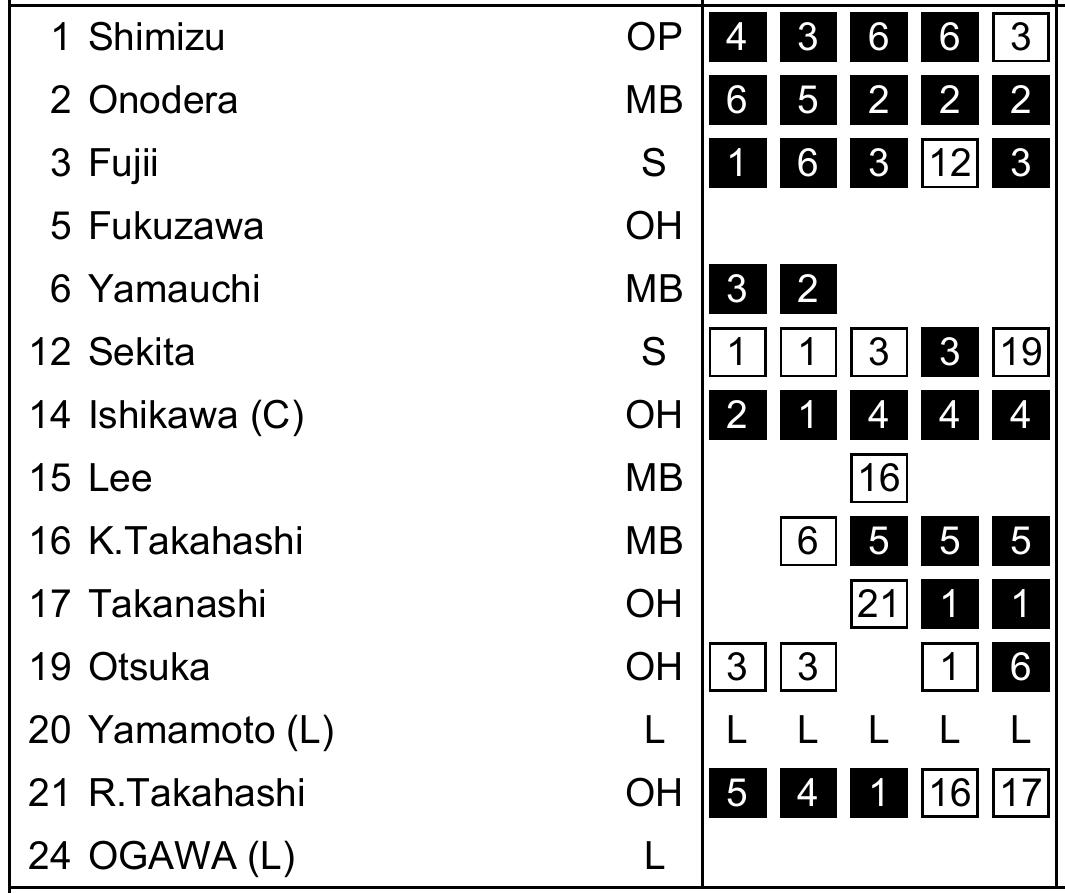 1 Shimizu OP 4 3 6 6 3
2 Onodera MB 6 5 2 2 2
3 Fujii S 1 6 3 12 3
5 Fukuzawa OH
6 Yamauchi MB 3 2
12 Sekita S 1 1 3 3 19
14 Ishikawa (C) OH 2 1 4 4 4
15 Lee MB 16
16 K.Takahashi MB 6 5 5 5
17 Takanashi OH 21 1 1
19 Otsuka OH 3 3 1 6
20 Yamamoto (L) L L L L L L
21 R.Takahashi OH 5 4 1 16 17
24 OGAWA (L) L